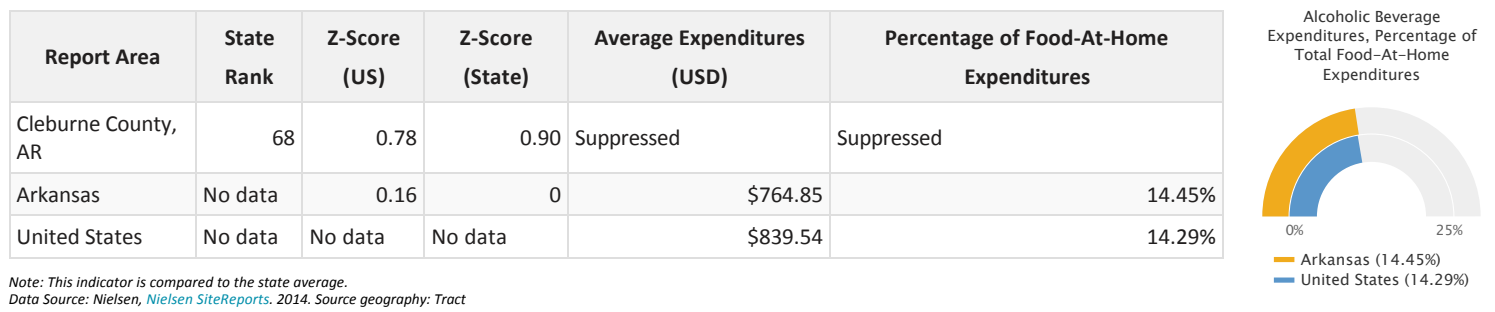 Report Area State Rank Z-Score (US) Z-Score (State) Average Expenditures (USD) Percentage of Food-At-Home Expenditures
Cleburne County, AR 68 0.78 0.90 Suppressed Suppressed
Arkansas No data 0.16 0 $764.85 14.45%
United States No data No data No data $839.54 14.29%
Note: This indicator is compared to the state average.
Data Source: Nielsen, Nielsen SiteReports. 2014. Source geography: Tract
Alcoholic Beverage
Expenditures, Percentage of
Total Food-At-Home
Expenditures
0% 25%
Arkansas (14.45%)
United States (14.29%)